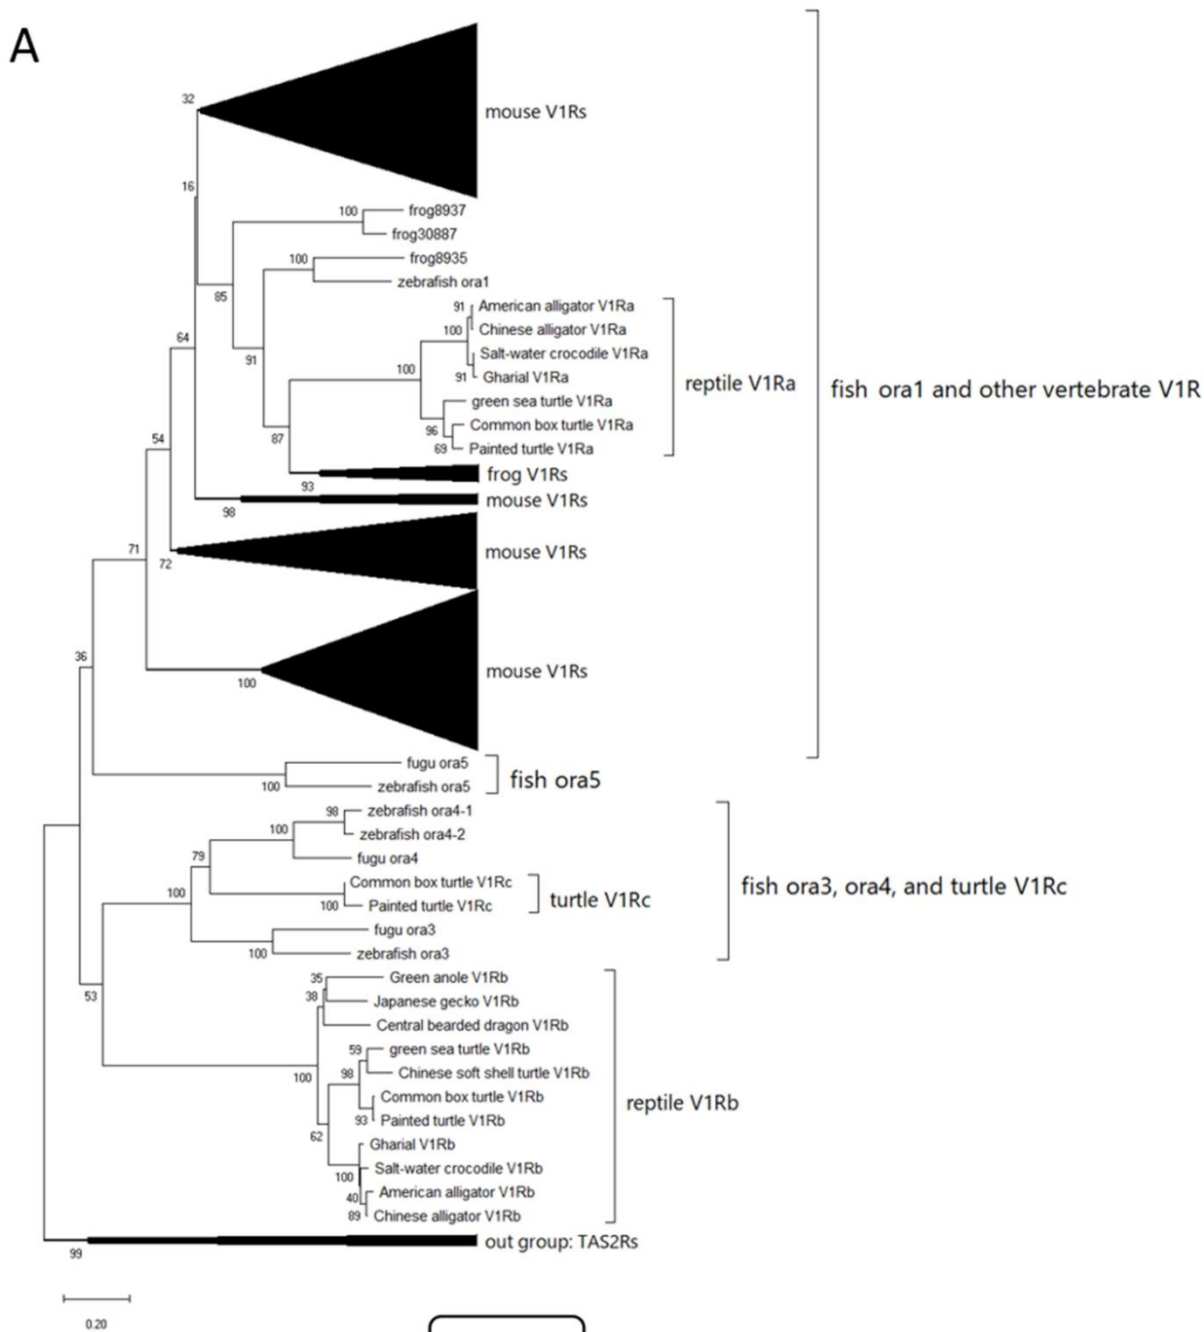 A
32
mouse V1Rs
16
100
frog8937
frog30887
100
frog8935
zebrafish ora1
85
91
American alligator V1Ra
100
Chinese alligator V1Ra
64
Salt-water crocodile V1Ra
91
100
91
Gharial V1Ra
reptile V1Ra
fish ora1 and other vertebrate V1R
green sea turtle V1Ra
96
Common box turtle V1Ra
54
87
69
Painted turtle V1Ra
frog V1Rs
93
mouse V1Rs
98
71
72
mouse V1Rs
36
mouse V1Rs
100
fugu ora5
100
zebrafish ora5
fish ora5
98
zebrafish ora4-1
100
zebrafish ora4-2
79
fugu ora4
100
Common box turtle V1Rc
100
Painted turtle V1Rc
turtle V1Rc
fish ora3, ora4, and turtle V1Rc
fugu ora3
100
zebrafish ora3
35
Green anole V1Rb
53
38
Japanese gecko V1Rb
Central bearded dragon V1Rb
59
green sea turtle V1Rb
100
98
Chinese soft shell turtle V1Rb
Common box turtle V1Rb
reptile V1Rb
93
Painted turtle V1Rb
62
Gharial V1Rb
100
Salt-water crocodile V1Rb
40
American alligator V1Rb
89
Chinese alligator V1Rb
99
out group: TAS2Rs
0.20